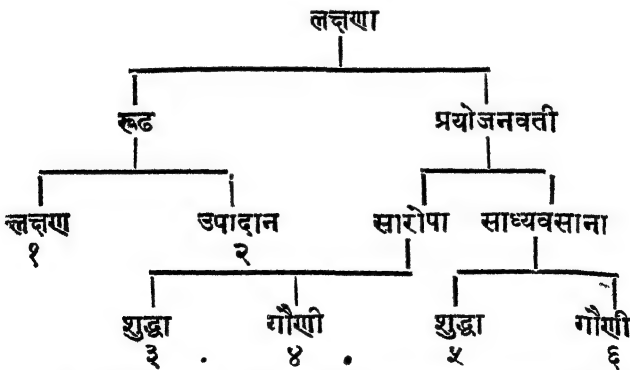 लक्षणा
रूढ प्रयोजनवती
लक्षण उपादान सारोपा साध्यवसाना
१ २
शुद्धा गौणी शुद्धा गौणी
३ ४ ५ ६